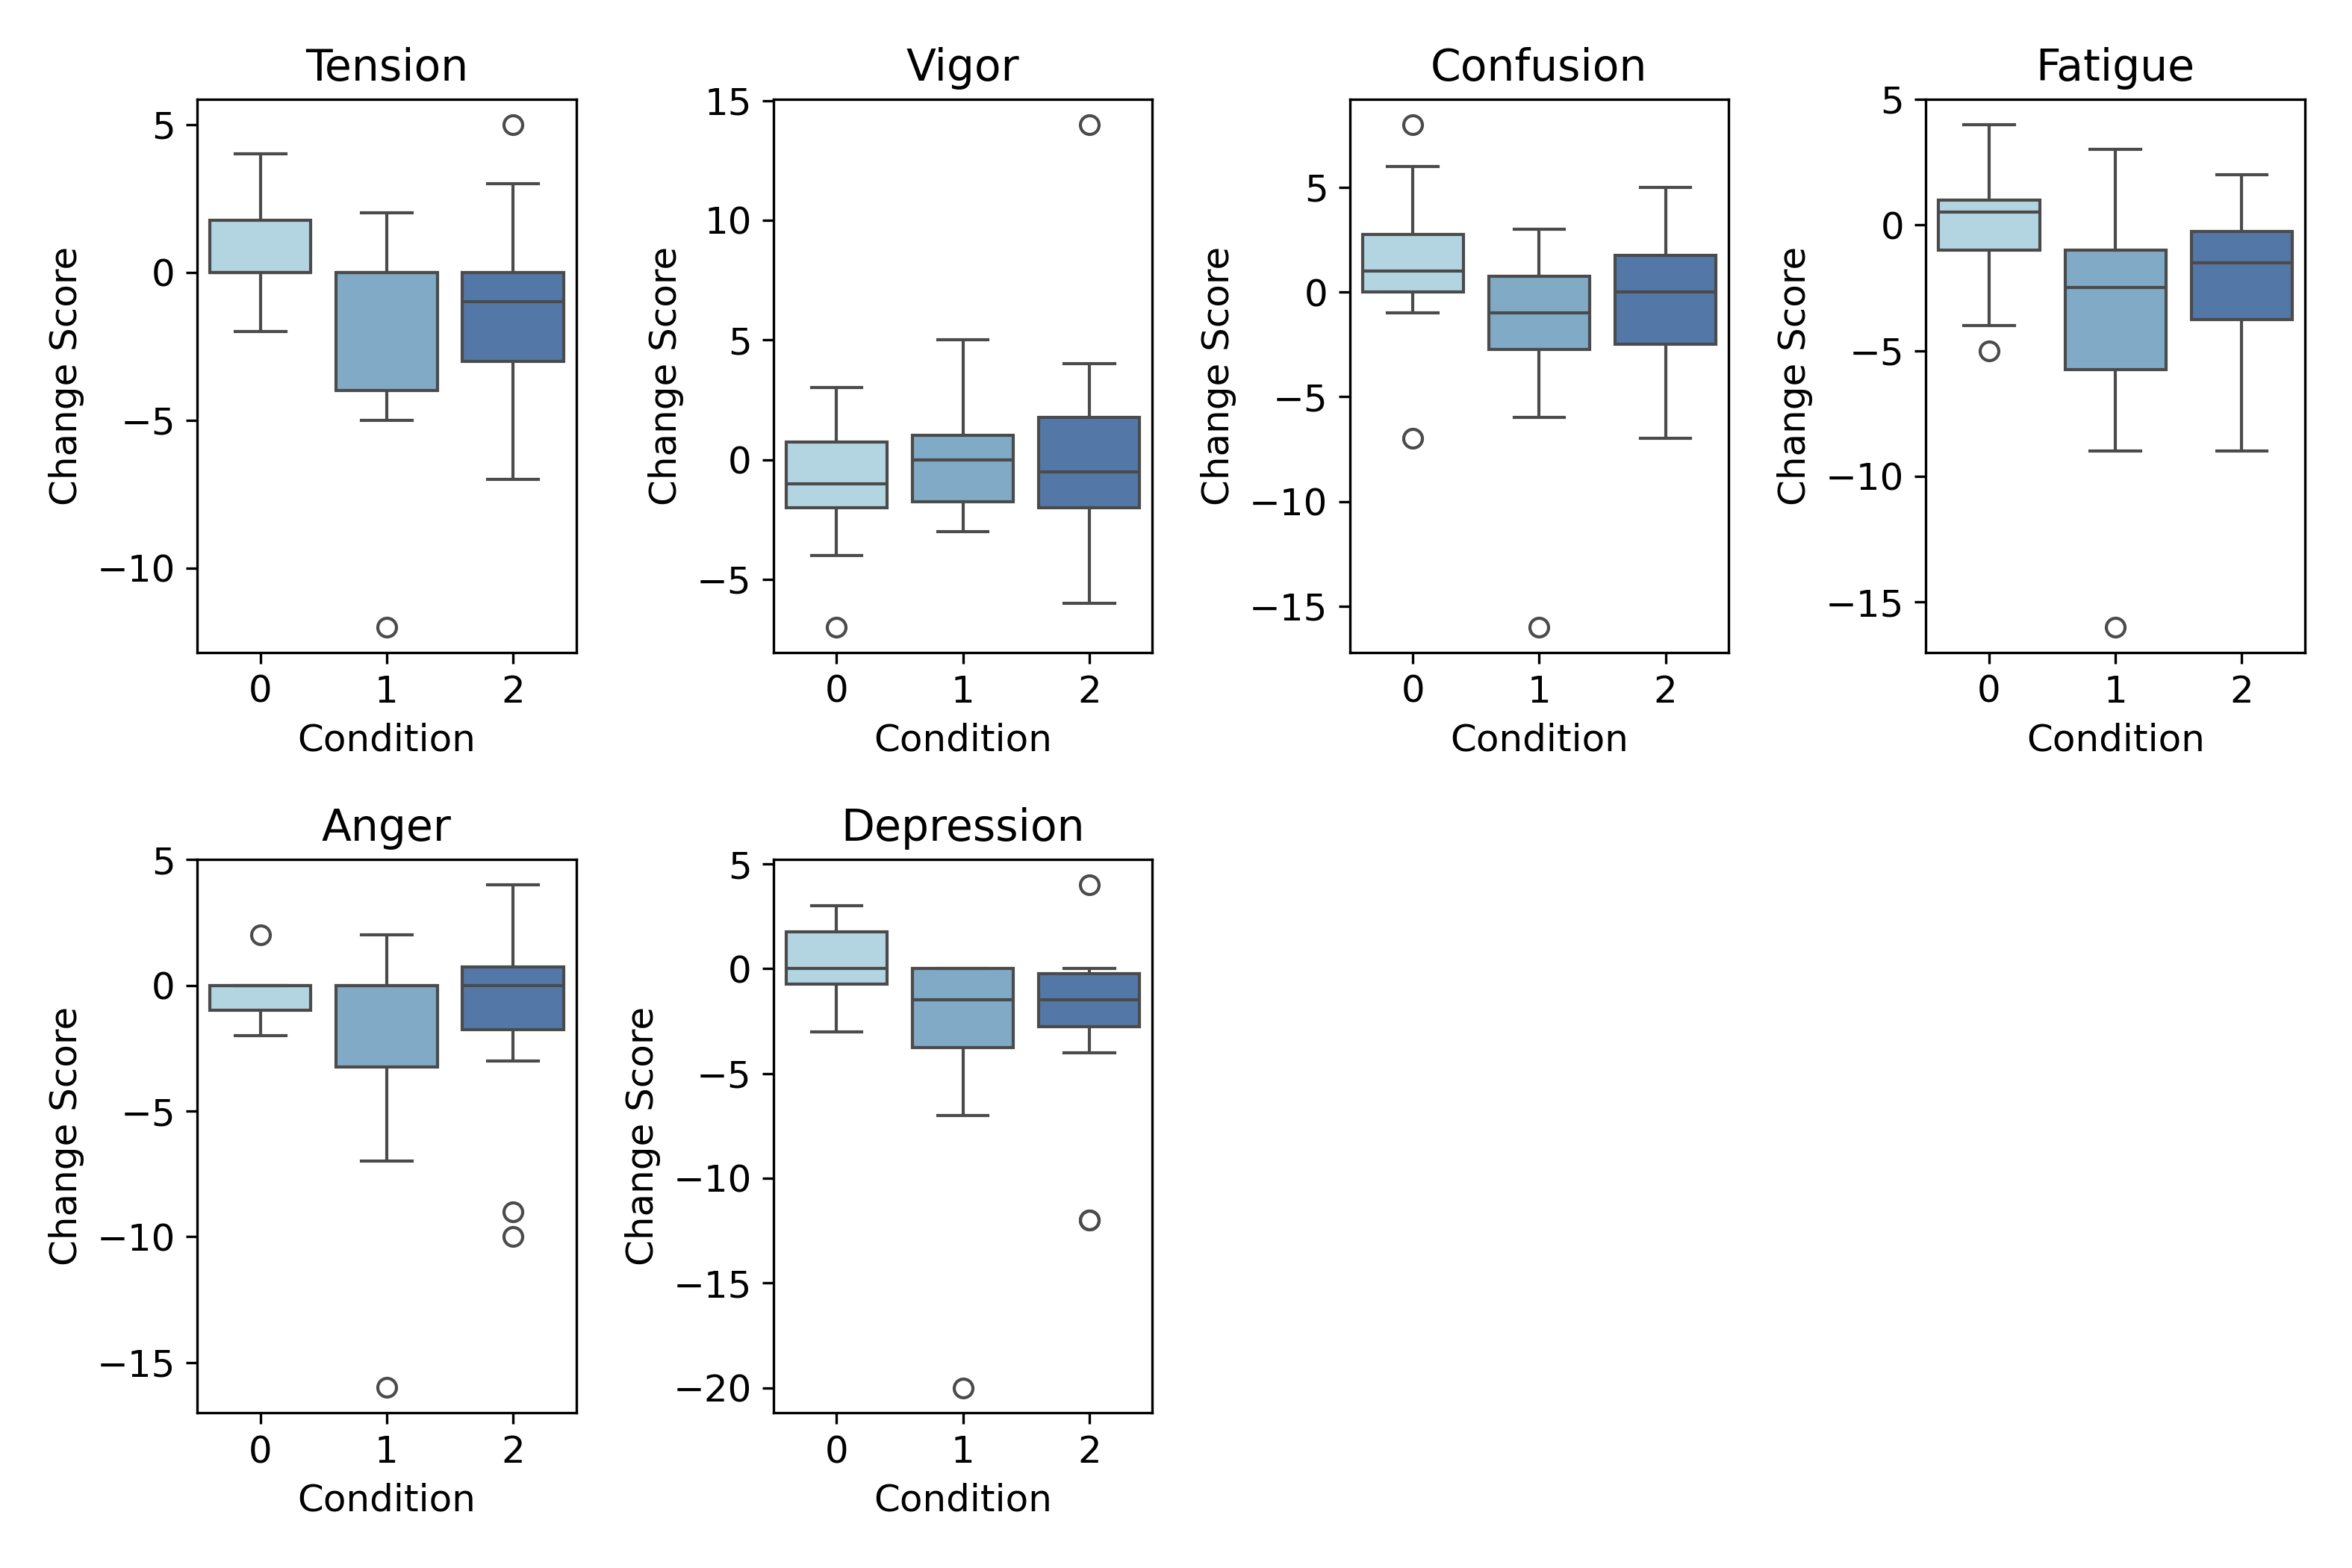 Tension
Vigor
Confusion
Fatigue
5
0
−5
−10
Change Score
0 1 2
Condition
15
10
5
0
−5
Change Score
0 1 2
Condition
5
0
−5
−10
−15
Change Score
0 1 2
Condition
5
0
−5
−10
−15
Change Score
0 1 2
Condition
Anger
Depression
5
0
−5
−10
−15
Change Score
0 1 2
Condition
5
0
−5
−10
−15
−20
Change Score
0 1 2
Condition